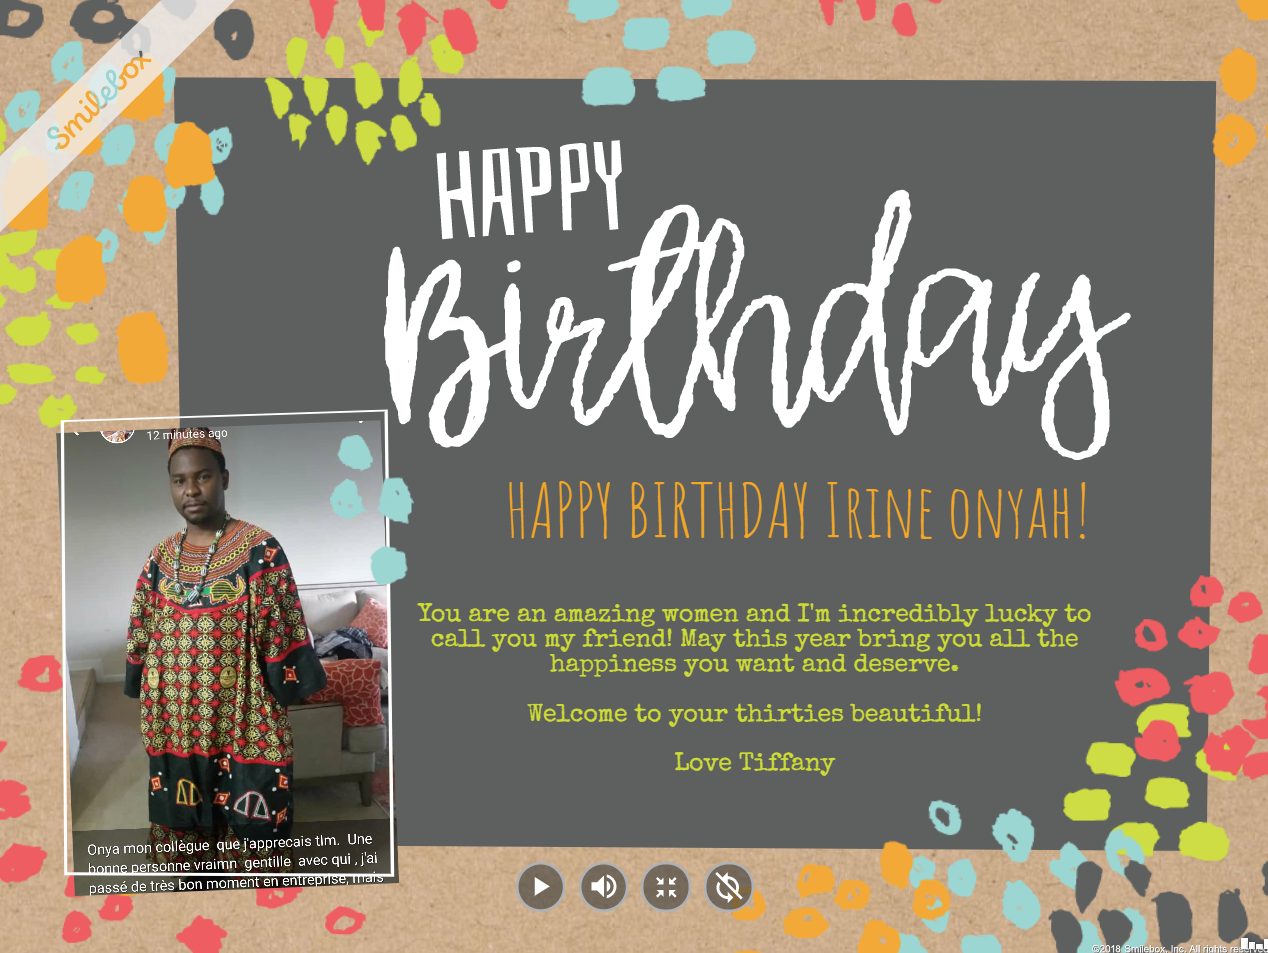 Smilebox
HAPPY
Birthday
12 minutes ago
HAPPY BIRTHDAY IRINE ONYAH!
You are an amazing women and I'm incredibly lucky to
call you my friend! May this year bring you all the
happiness you want and deserve.
Welcome to your thirties beautiful!
Love Tiffany
Onya mon collègue que j'apprecais tlm. Une
bonne personne vraimn gentille avec qui , j'ai
passé de très bon moment en entreprise, mais
©2018 Smilebox, Inc. All rights reserved